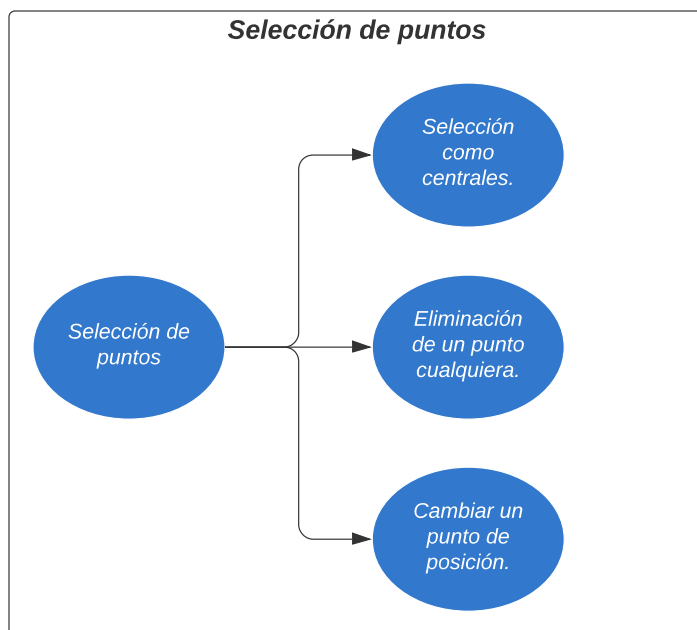 Selección de puntos
Selección
como
centrales.
Selección de
puntos
Eliminación
de un punto
cualquiera.
Cambiar un
punto de
posición.